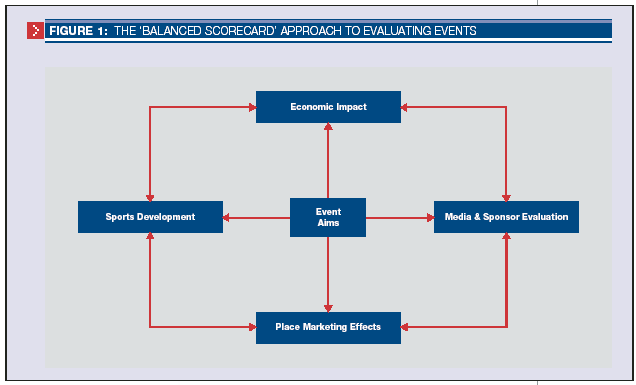 FIGURE 1: THE 'BALANCED SCORECARD' APPROACH TO EVALUATING EVENTS
Economic Impact
Sports Development
Event
Aims
Media & Sponsor Evaluation
Place Marketing Effects